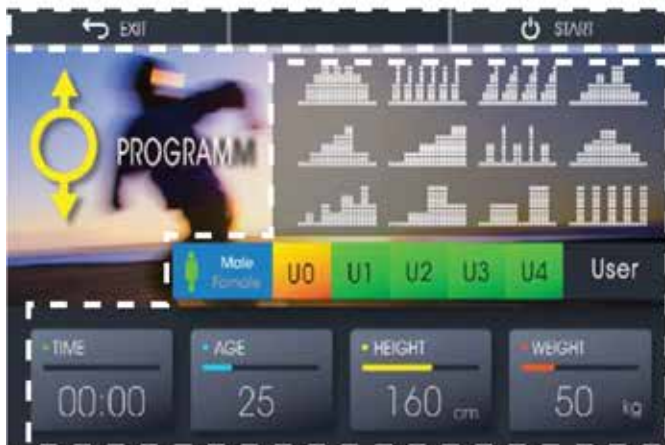 EXIT START
PROGRAMM
Male U0 U1 U2 U3 U4 User
Female
TIME AGE HEIGHT WEIGHT
00:00 25 160 cm 50 kg